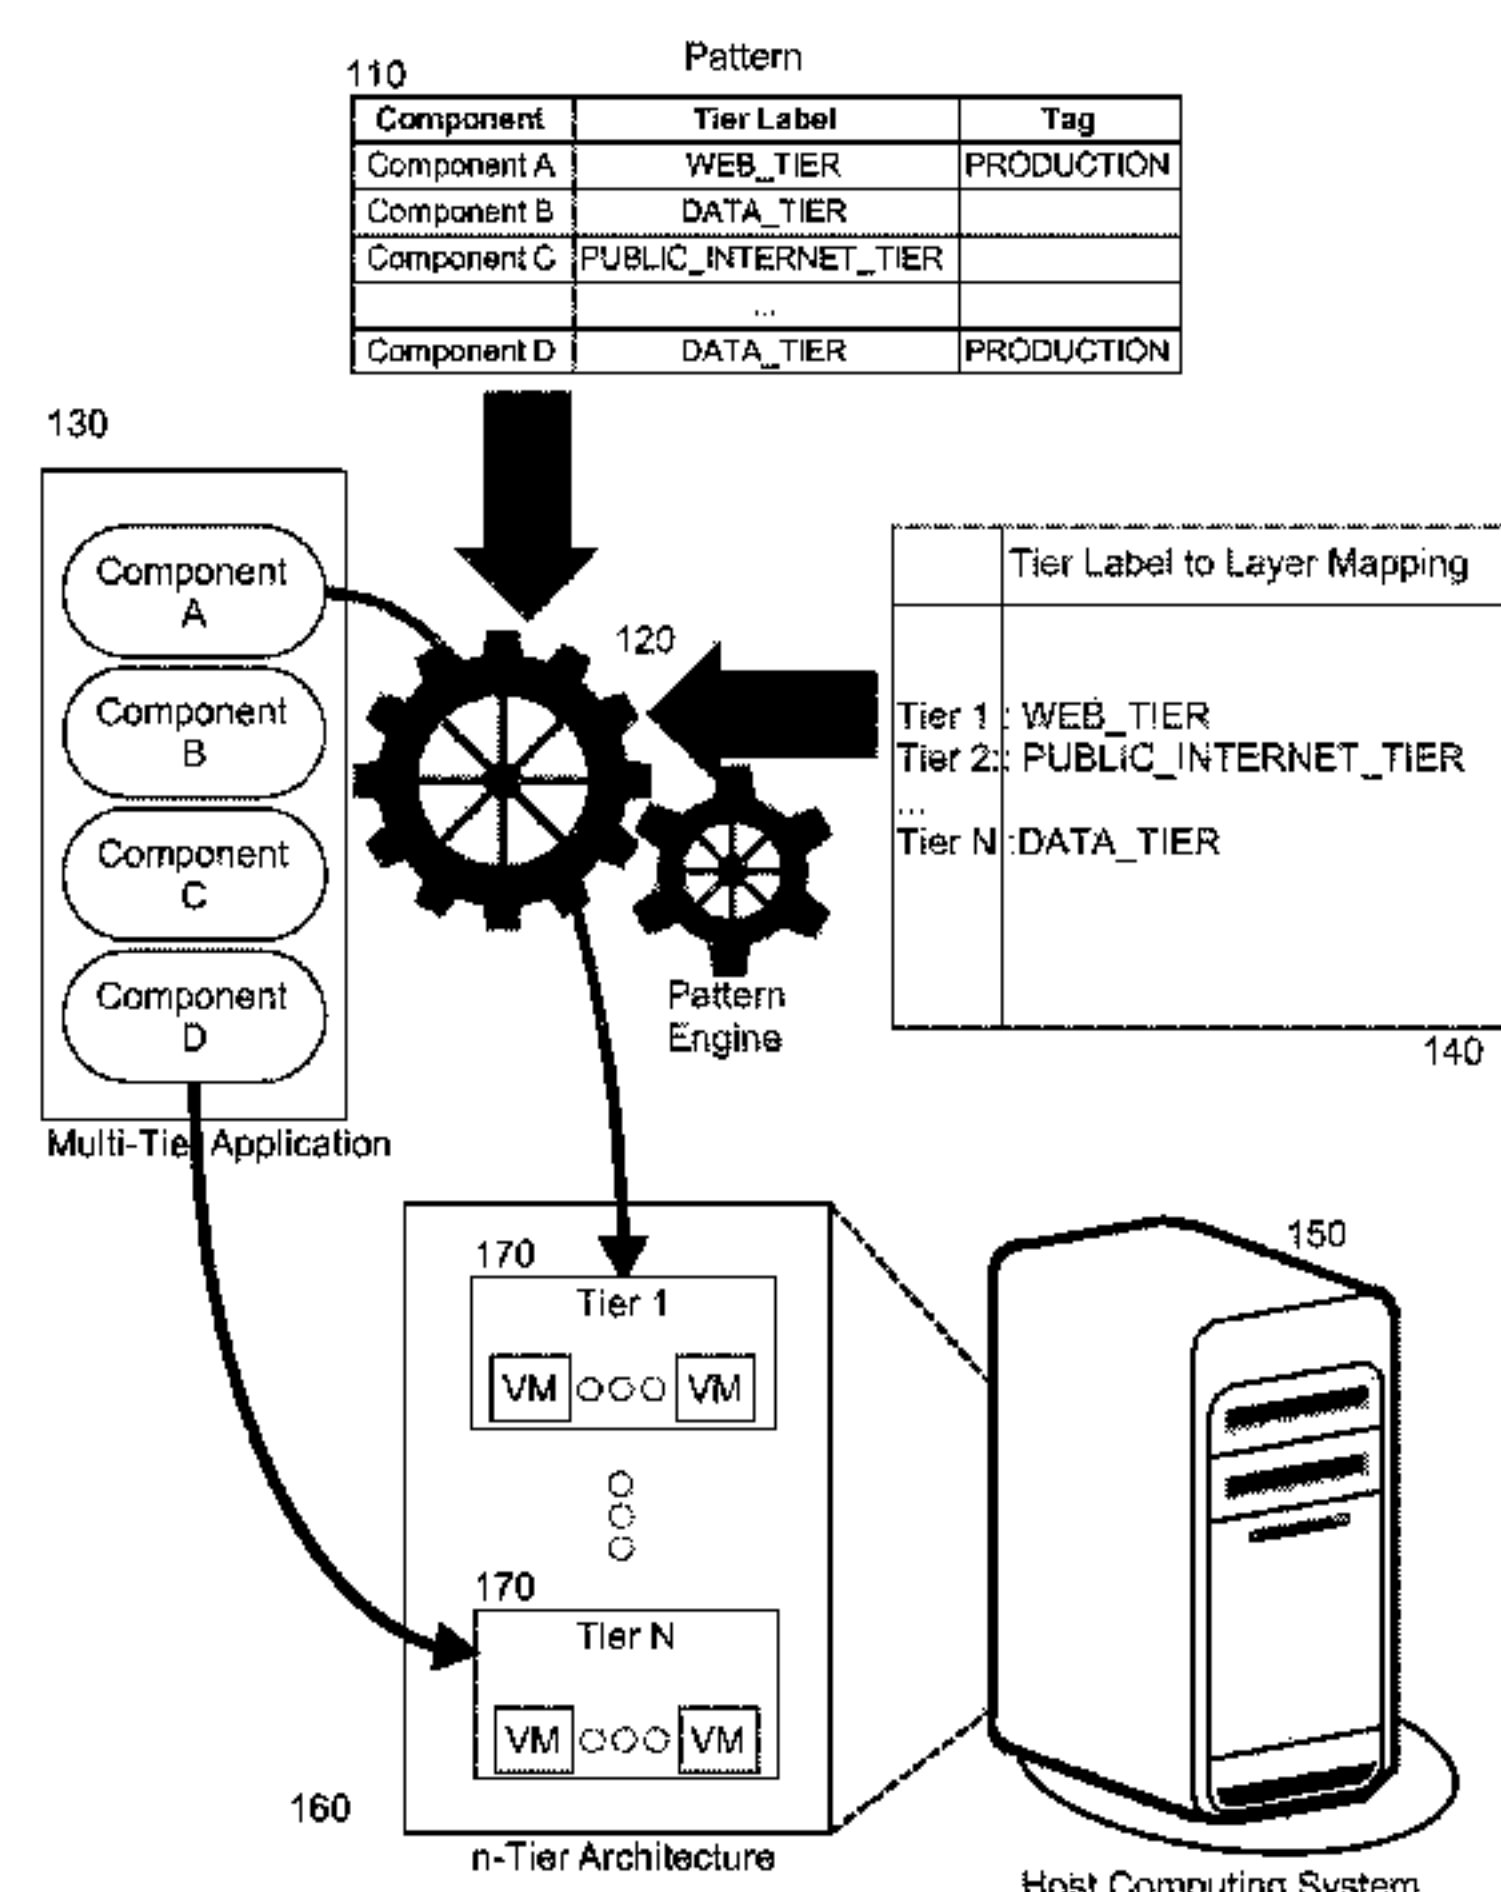 Pattern
110
Component Tier Label Tag
Component A WEB_TIER PRODUCTION
Component B DATA_TIER
Component C PUBLIC_INTERNET_TIER
...
Component D DATA_TIER PRODUCTION
130
Component
A
Component
B
Component
C
Component
D
Multi-Tier Application
120
Pattern
Engine
Tier Label to Layer Mapping
Tier 1 : WEB_TIER
Tier 2: : PUBLIC_INTERNET_TIER
...
Tier N :DATA_TIER
140
170
Tier 1
VM VM
170
Tier N
VM VM
160
n-Tier Architecture
150
Host Computing System